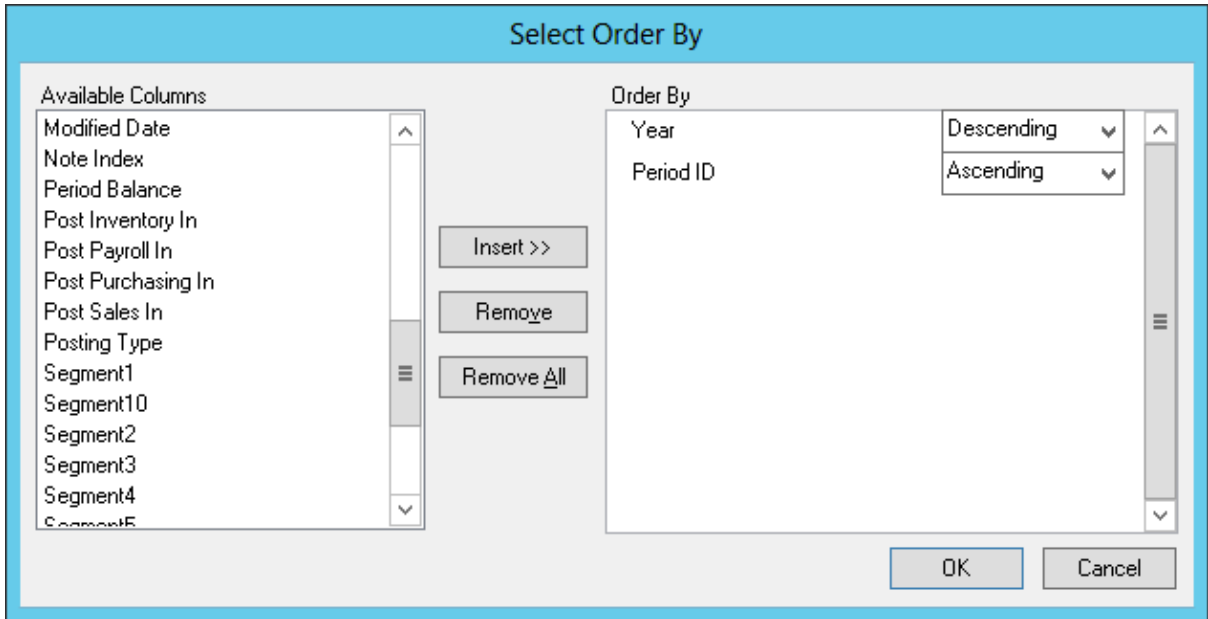 Select Order By
Available Columns
Modified Date
Note Index
Period Balance
Post Inventory In
Post Payroll In
Post Purchasing In
Post Sales In
Posting Type
Segment1
Segment10
Segment2
Segment3
Segment4
Segment5
Insert >>
Remove
Remove All
Order By
Year Descending
Period ID Ascending
OK Cancel